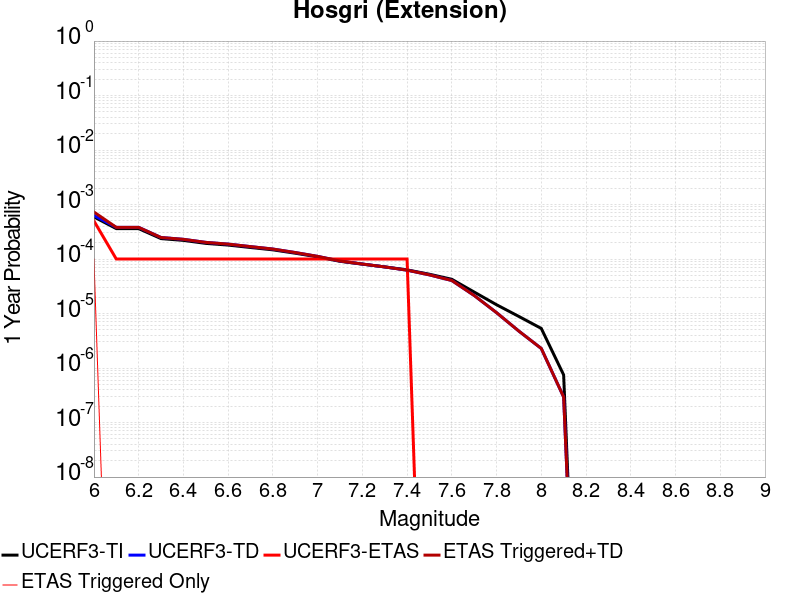 Hosgri (Extension)
10^0
10^-1
10^-2
10^-3
10^-4
10^-5
10^-6
10^-7
10^-8
1 Year Probability
6 6.2 6.4 6.6 6.8 7 7.2 7.4 7.6 7.8 8 8.2 8.4 8.6 8.8 9
Magnitude
UCERF3-TI UCERF3-TD UCERF3-ETAS ETAS Triggered+TD
ETAS Triggered Only